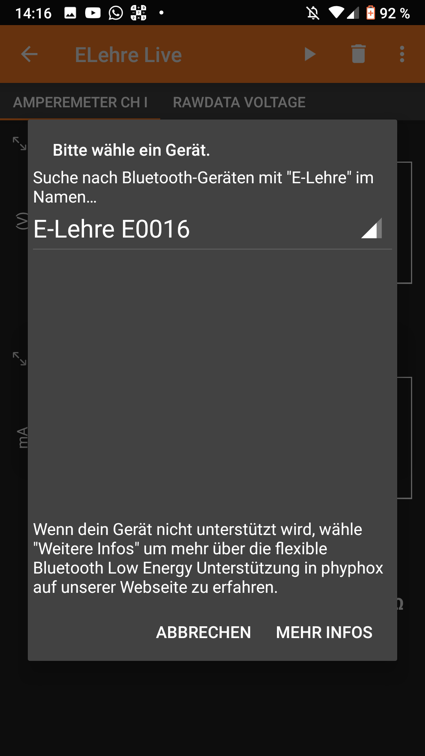 14:16
92 %
ELehre Live
AMPEREMETER CH I
RAWDATA VOLTAGE
Bitte wähle ein Gerät.
Suche nach Bluetooth-Geräten mit "E-Lehre" im
Namen...
(V)
E-Lehre E0016
mA
Wenn dein Gerät nicht unterstützt wird, wähle
"Weitere Infos" um mehr über die flexible
Bluetooth Low Energy Unterstützung in phyphox
auf unserer Webseite zu erfahren.
Ω
ABBRECHEN
MEHR INFOS